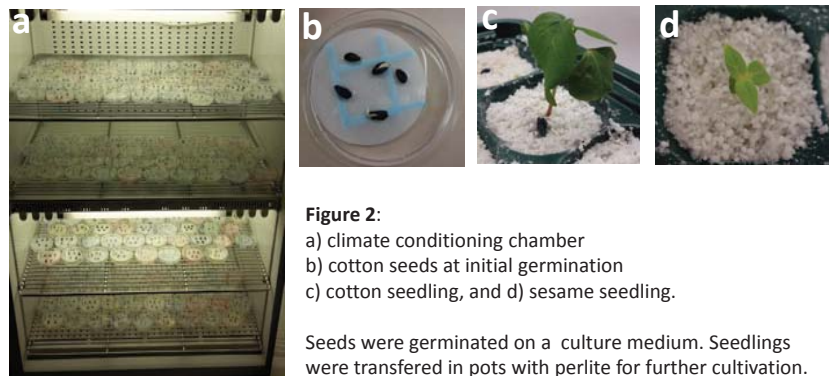 a
b
c
d
Figure 2:
a) climate conditioning chamber
b) cotton seeds at initial germination
c) cotton seedling, and d) sesame seedling.
Seeds were germinated on a culture medium. Seedlings
were transfered in pots with perlite for further cultivation.